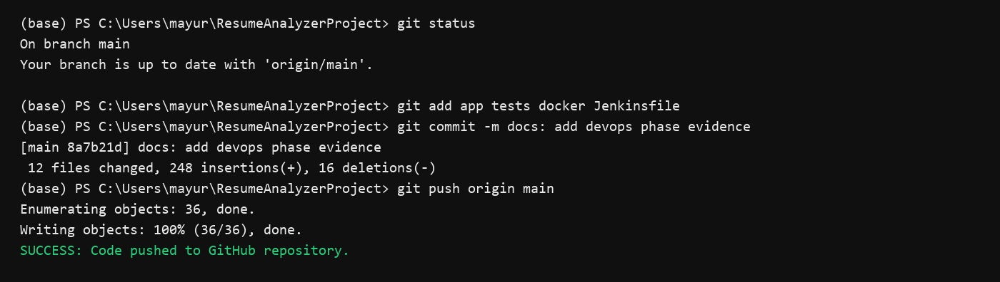 (base) PS C:\Users\mayur\ResumeAnalyzerProject> git status
On branch main
Your branch is up to date with 'origin/main'.
(base) PS C:\Users\mayur\ResumeAnalyzerProject> git add app tests docker Jenkinsfile
(base) PS C:\Users\mayur\ResumeAnalyzerProject> git commit -m docs: add devops phase evidence
[main 8a7b21d] docs: add devops phase evidence
 12 files changed, 248 insertions(+), 16 deletions(-)
(base) PS C:\Users\mayur\ResumeAnalyzerProject> git push origin main
Enumerating objects: 36, done.
Writing objects: 100% (36/36), done.
SUCCESS: Code pushed to GitHub repository.